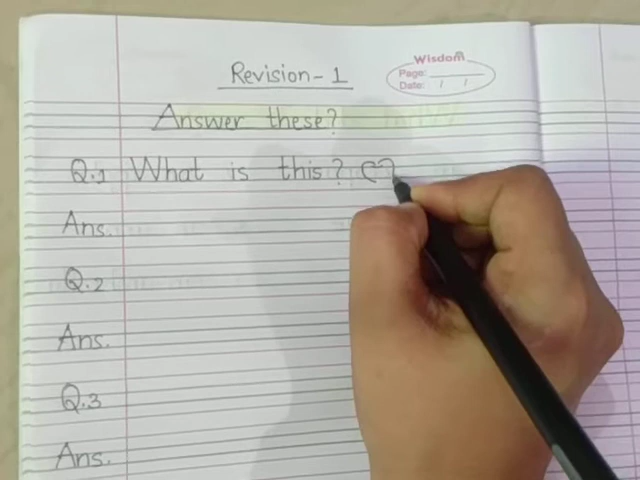 Revision - 1
Wisdom
Page:
Date: / /
Answer these?
Q.1 What is this?
Ans.
Q.2
Ans.
Q.3
Ans.